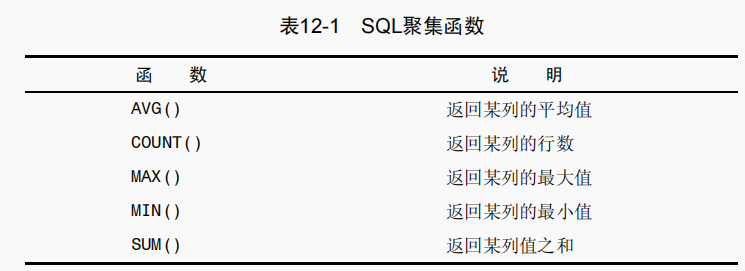 表12-1 SQL聚集函数
函 数 说 明
AVG() 返回某列的平均值
COUNT() 返回某列的行数
MAX() 返回某列的最大值
MIN() 返回某列的最小值
SUM() 返回某列值之和